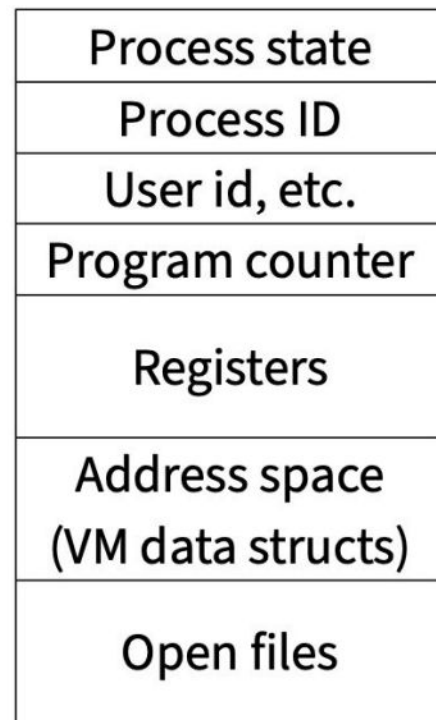 Process state
Process ID
User id, etc.
Program counter
Registers
Address space
(VM data structs)
Open files